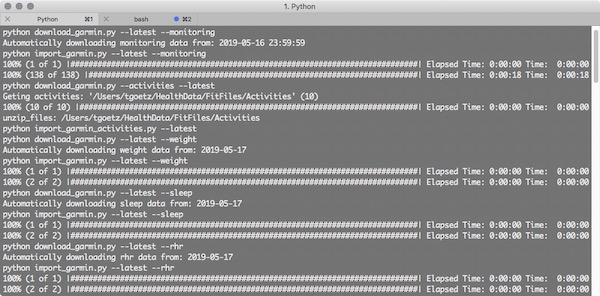 1. Python
Python ⌘1 bash ⌘2
python download_garmin.py --latest --monitoring
Automatically downloading monitoring data from: 2019-05-16 23:59:59
python import_garmin.py --latest --monitoring
100% (1 of 1) |##########################################################################| Elapsed Time: 0:00:00 Time:  0:00:00
100% (138 of 138) |######################################################################| Elapsed Time: 0:00:18 Time:  0:00:18
python download_garmin.py --activities --latest
Geting activities: '/Users/tgoetz/HealthData/FitFiles/Activities' (10)
100% (10 of 10) |########################################################################| Elapsed Time: 0:00:00 Time:  0:00:00
unzip_files: /Users/tgoetz/HealthData/FitFiles/Activities
python import_garmin_activities.py --latest
python download_garmin.py --latest --weight
Automatically downloading weight data from: 2019-05-17
python import_garmin.py --latest --weight
100% (1 of 1) |##########################################################################| Elapsed Time: 0:00:00 Time:  0:00:00
100% (2 of 2) |##########################################################################| Elapsed Time: 0:00:00 Time:  0:00:00
python download_garmin.py --latest --sleep
Automatically downloading sleep data from: 2019-05-17
python import_garmin.py --latest --sleep
100% (1 of 1) |##########################################################################| Elapsed Time: 0:00:00 Time:  0:00:00
100% (2 of 2) |##########################################################################| Elapsed Time: 0:00:00 Time:  0:00:00
python download_garmin.py --latest --rhr
Automatically downloading rhr data from: 2019-05-17
python import_garmin.py --latest --rhr
100% (1 of 1) |##########################################################################| Elapsed Time: 0:00:00 Time:  0:00:00
100% (2 of 2) |##########################################################################| Elapsed Time: 0:00:00 Time:  0:00:00